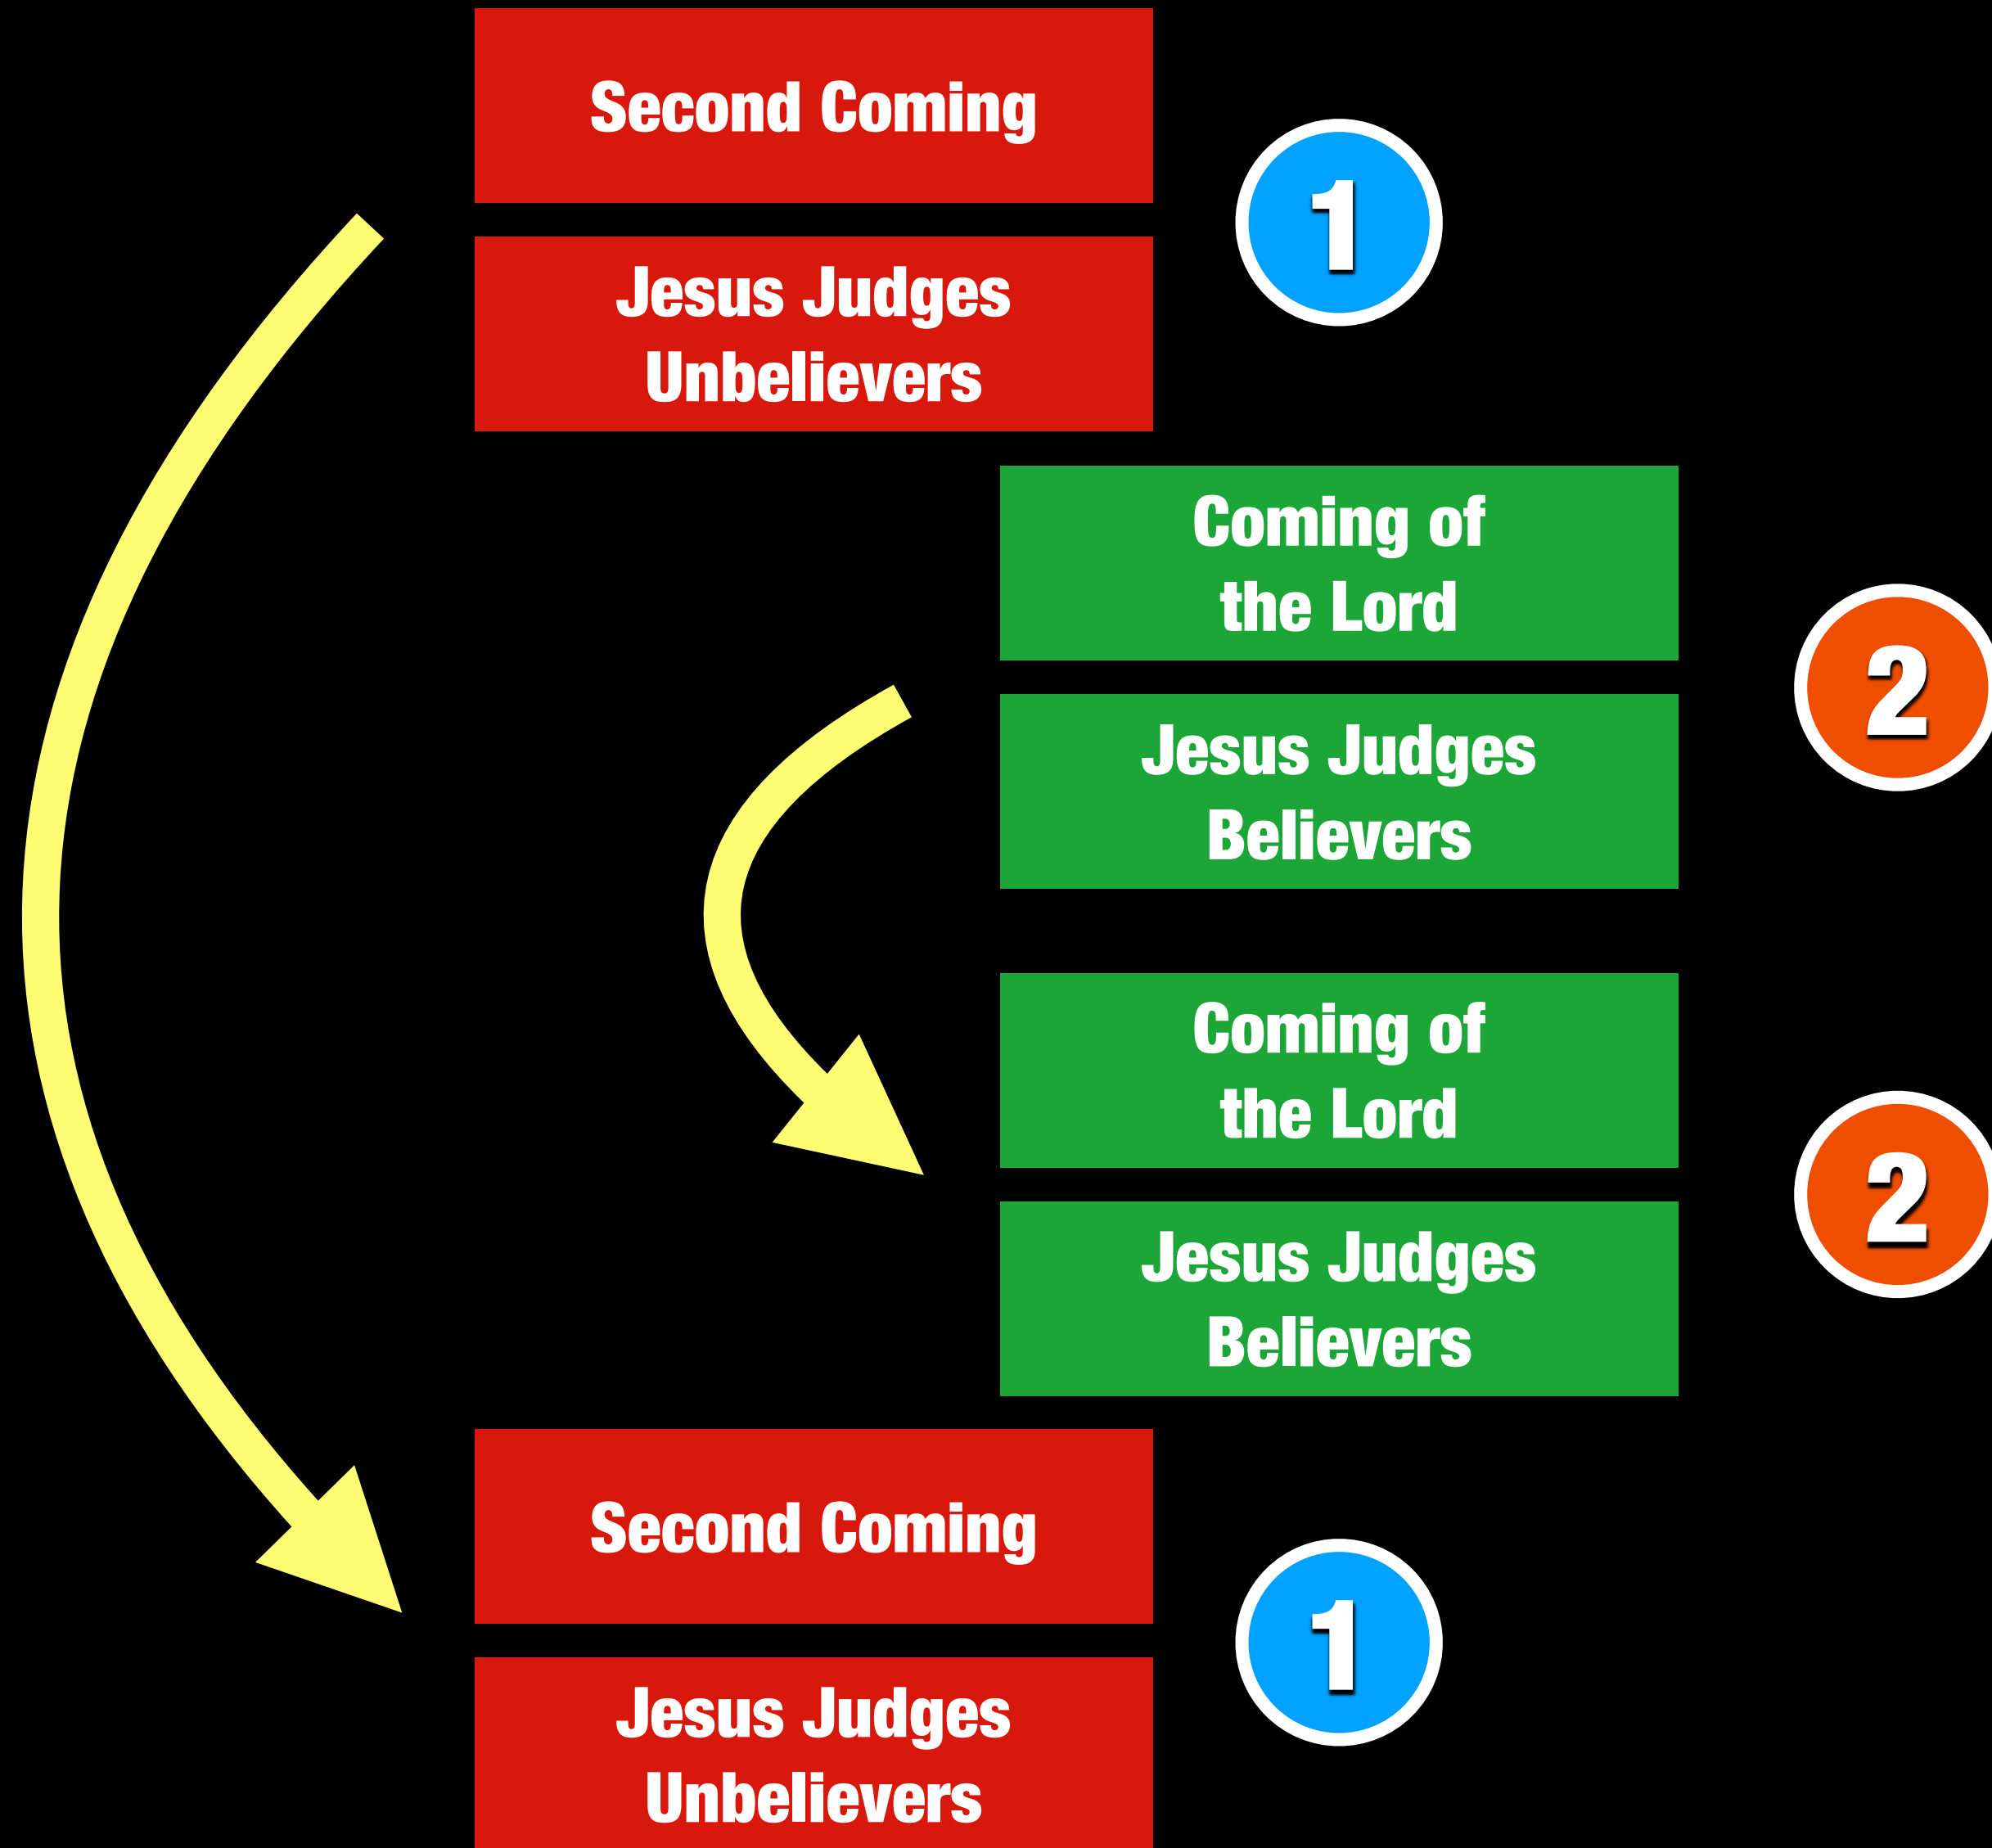 Second Coming
1
Jesus Judges
Unbelievers
Coming of
the Lord
2
Jesus Judges
Believers
Coming of
the Lord
2
Jesus Judges
Believers
Second Coming
1
Jesus Judges
Unbelievers